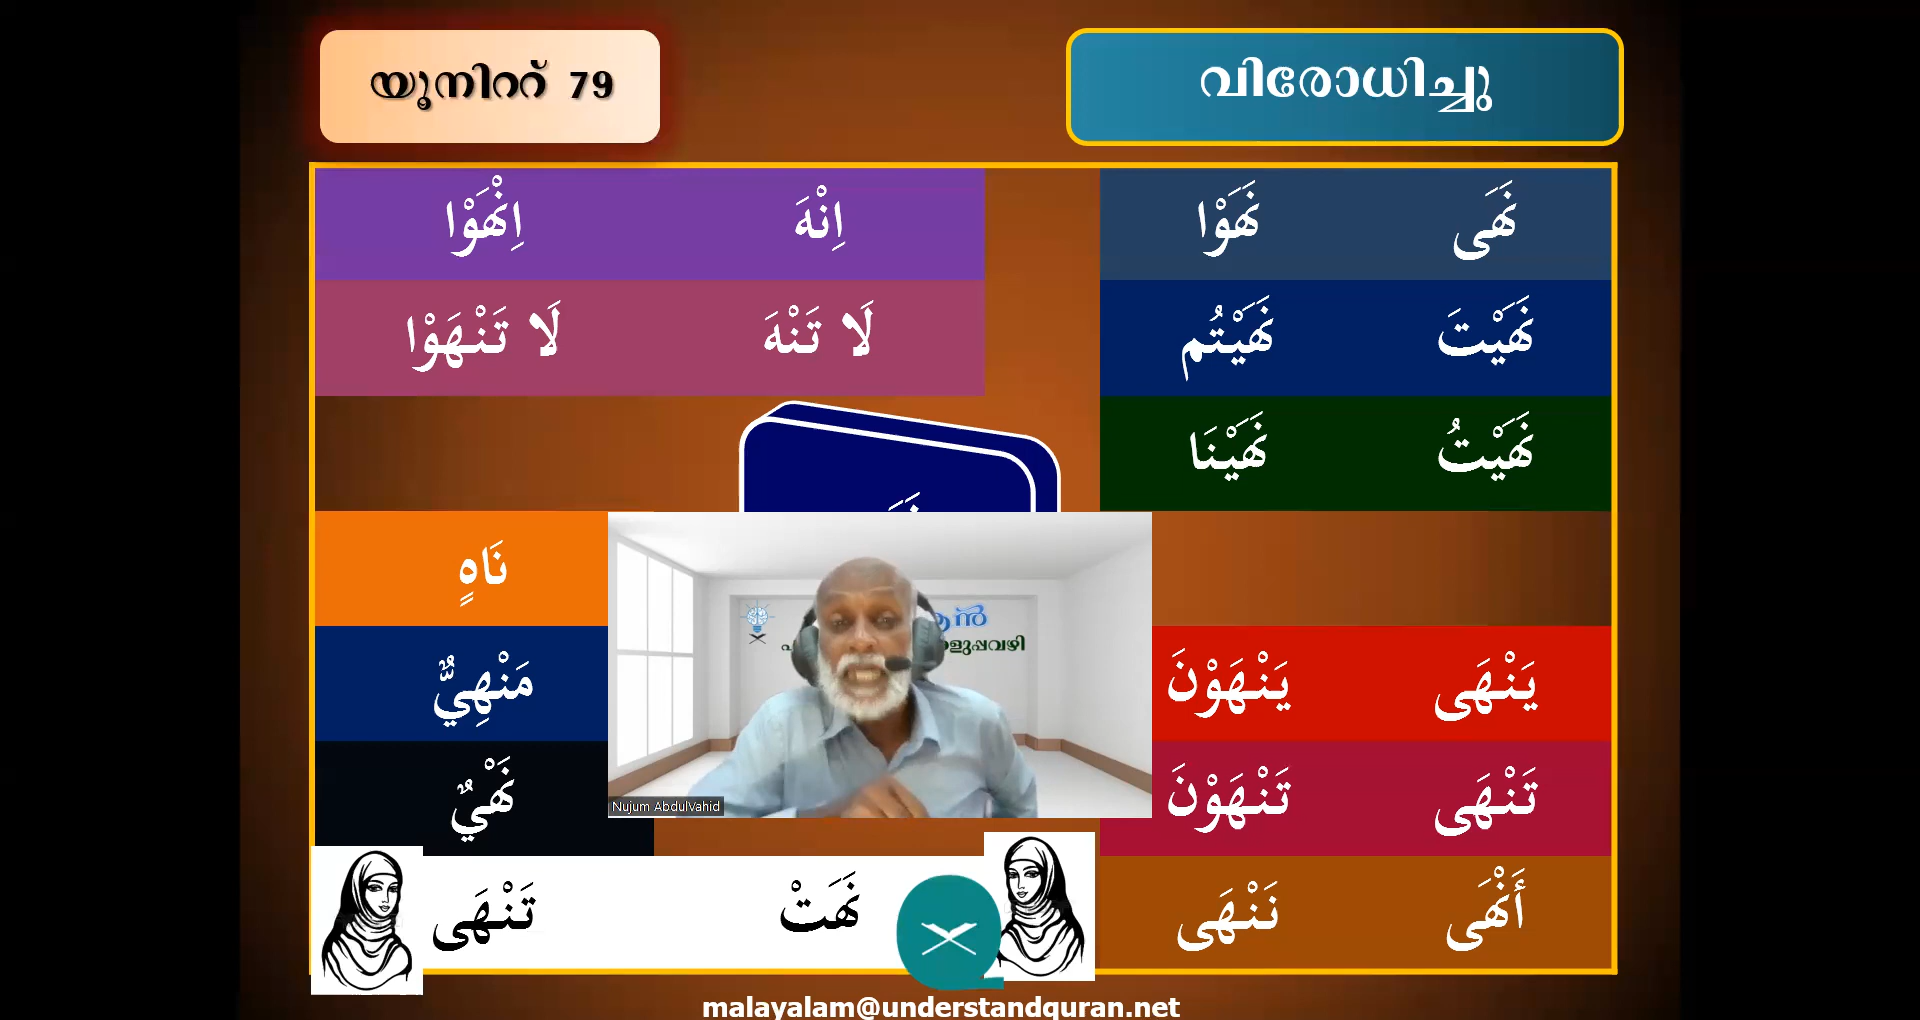 യൂനിററ് 79
വിരോധിച്ചു
نَهَى نَهَوْا
اِنْهَ اِنْهَوْا
نَهَيْتَ نَهَيْتُم
لَا تَنْهَ لَا تَنْهَوْا
نَهَيْتُ نَهَيْنَا
نَاهٍ
يَنْهَى يَنْهَوْنَ
مَنْهِيٌّ
تَنْهَى تَنْهَوْنَ
نَهْيٌ
أَنْهَى نَنْهَى
نَهَتْ تَنْهَى
Nujum AbdulVahid
malayalam@understandquran.net